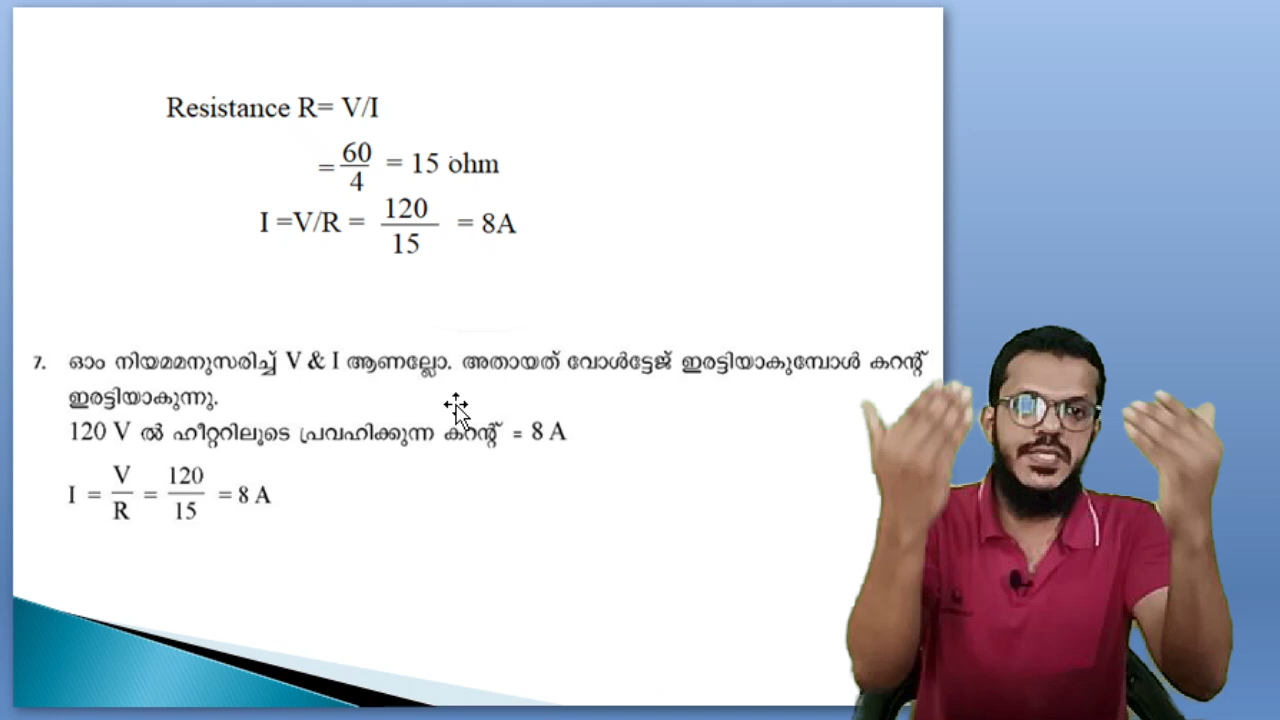 Resistance R= V/I
= 60/4 = 15 ohm
I =V/R = 120/15 = 8A
7. ഓം നിയമമനുസരിച്ച് V & I ആണല്ലോ. അതായത് വോൾട്ടേജ് ഇരട്ടിയാകുമ്പോൾ കറന്റ്
ഇരട്ടിയാകുന്നു.
120 V ൽ ഹീറ്ററിലൂടെ പ്രവഹിക്കുന്ന കറന്റ് = 8 A
I = V/R = 120/15 = 8 A